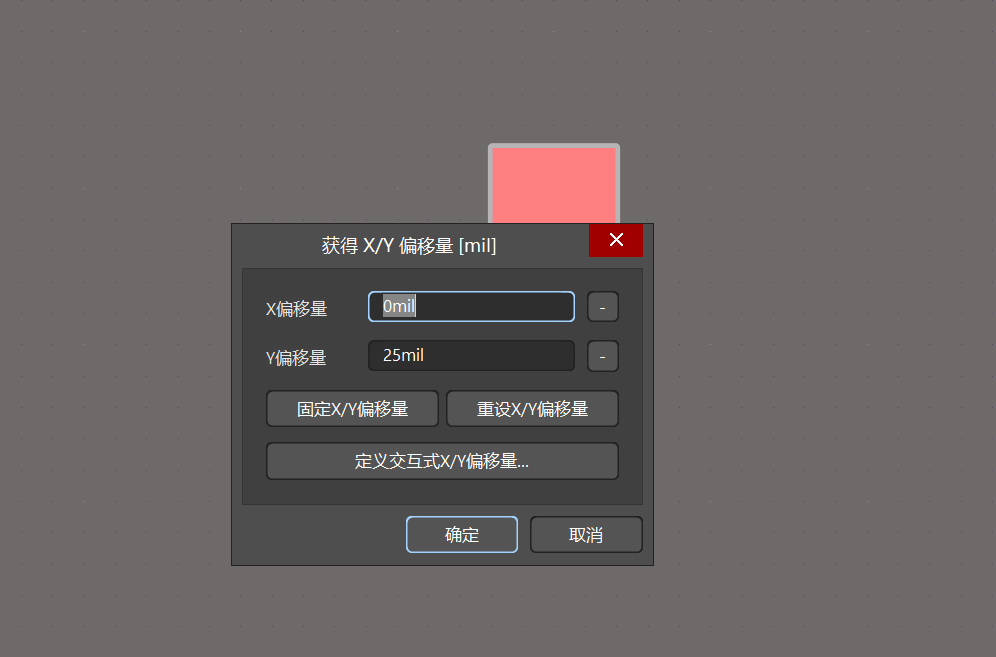 获得 X/Y 偏移量 [mil]
X偏移量 0mil -
Y偏移量 25mil -
固定X/Y偏移量 重设X/Y偏移量
定义交互式X/Y偏移量...
确定 取消